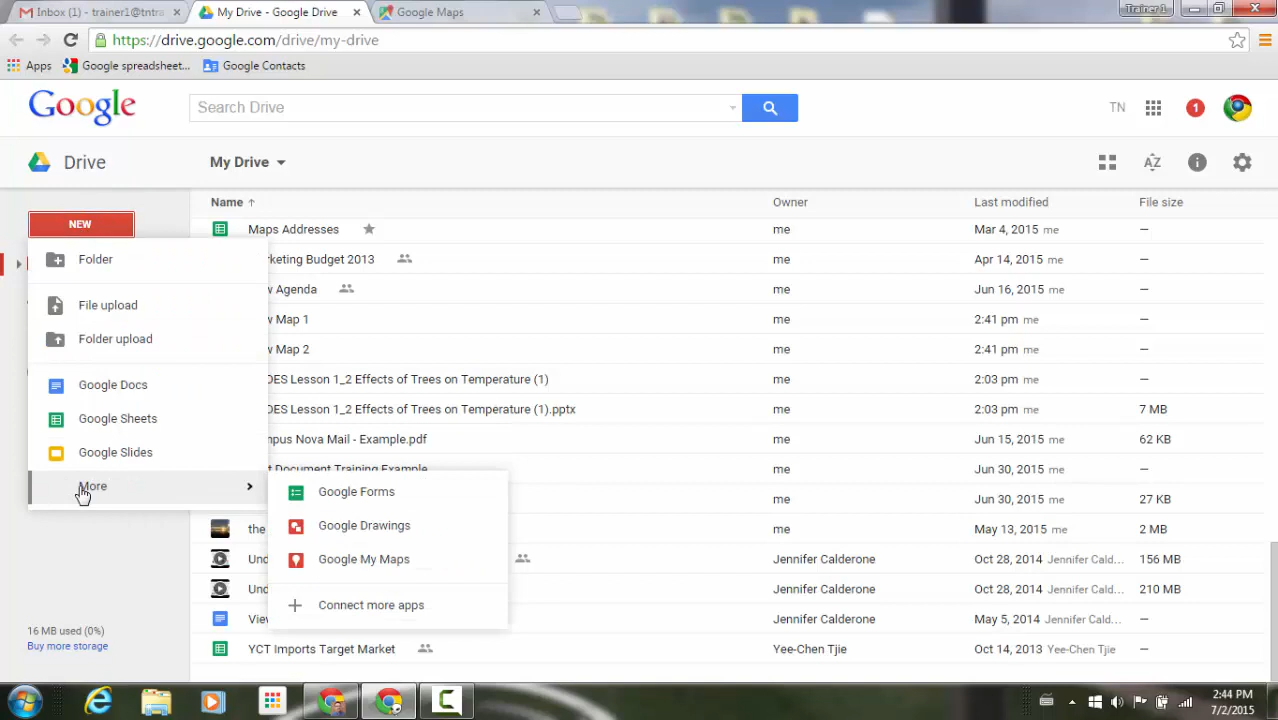 Inbox (1) - trainer1@tntra
My Drive - Google Drive
Google Maps
Trainer 1
https://drive.google.com/drive/my-drive
Apps
Google spreadsheet...
Google Contacts
Google
Search Drive
TN
1
Drive
My Drive
AZ
NEW
Name
Owner
Last modified
File size
Maps Addresses
me
Mar 4, 2015 me
—
Folder
rketing Budget 2013
me
Apr 14, 2015 me
—
w Agenda
me
Jun 16, 2015 me
—
File upload
w Map 1
me
2:41 pm me
—
Folder upload
w Map 2
me
2:41 pm me
—
Google Docs
DES Lesson 1_2 Effects of Trees on Temperature (1)
me
2:03 pm me
—
Google Sheets
DES Lesson 1_2 Effects of Trees on Temperature (1).pptx
me
2:03 pm me
7 MB
Google Slides
mpus Nova Mail - Example.pdf
me
Jun 15, 2015 me
62 KB
More
t Document Training Example
me
Jun 30, 2015 me
—
Google Forms
me
Jun 30, 2015 me
27 KB
Google Drawings
the
me
May 13, 2015 me
2 MB
Google My Maps
Und
Jennifer Calderone
Oct 28, 2014 Jennifer Cald...
156 MB
Und
Jennifer Calderone
Oct 28, 2014 Jennifer Cald...
210 MB
Connect more apps
Vie
Jennifer Calderone
May 5, 2014 Jennifer Cald...
—
16 MB used (0%)
Buy more storage
YCT Imports Target Market
Yee-Chen Tjie
Oct 14, 2013 Yee-Chen Tjie
—
2:44 PM
7/2/2015